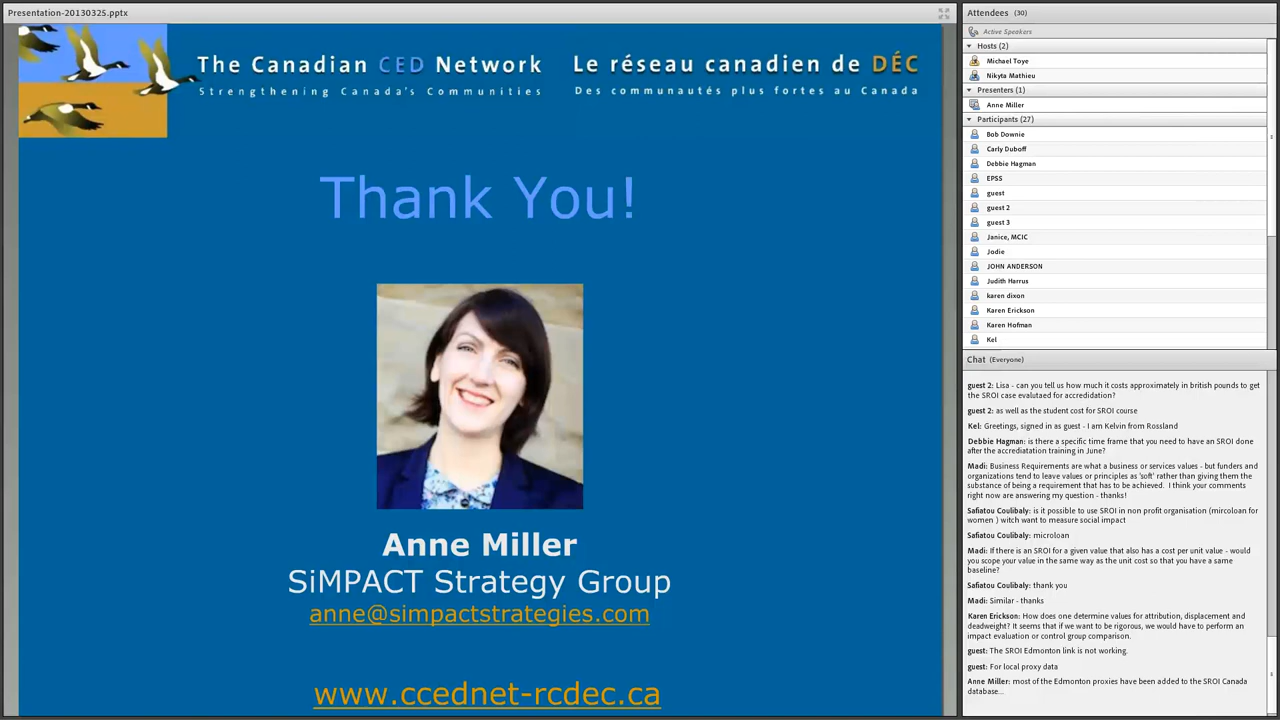 Presentation-20130325.pptx
The Canadian CED Network
Strengthening Canada's Communities
Le réseau canadien de DÉC
Des communautés plus fortes au Canada
Thank You!
Anne Miller
SiMPACT Strategy Group
anne@simpactstrategies.com
www.ccednet-rcdec.ca
Attendees (30)
Active Speakers
Hosts (2)
Michael Toye
Nikyta Mathieu
Presenters (1)
Anne Miller
Participants (27)
Bob Downie
Carly Duboff
Debbie Hagman
EPSS
guest
guest 2
guest 3
Janice, MCIC
Jodie
JOHN ANDERSON
Judith Harrus
karen dixon
Karen Erickson
Karen Hofman
Kel
Chat (Everyone)
guest 2: Lisa - can you tell us how much it costs approximately in british pounds to get
the SROI case evalutaed for accredidation?
guest 2: as well as the student cost for SROI course
Kel: Greetings, signed in as guest - I am Kelvin from Rossland
Debbie Hagman: is there a specific time frame that you need to have an SROI done
after the accrediatation training in June?
Madi: Business Requirements are what a business or services values - but funders and
organizations tend to leave values or principles as 'soft' rather than giving them the
substance of being a requirement that has to be achieved. I think your comments
right now are answering my question - thanks!
Safiatou Coulibaly: is it possible to use SROI in non profit organisation (mircoloan for
women ) witch want to measure social impact
Safiatou Coulibaly: microloan
Madi: If there is an SROI for a given value that also has a cost per unit value - would
you scope your value in the same way as the unit cost so that you have a same
baseline?
Safiatou Coulibaly: thank you
Madi: Similar - thanks
Karen Erickson: How does one determine values for attribution, displacement and
deadweight? It seems that if we want to be rigorous, we would have to perform an
impact evaluation or control group comparison.
guest: The SROI Edmonton link is not working.
guest: For local proxy data
Anne Miller: most of the Edmonton proxies have been added to the SROI Canada
database...